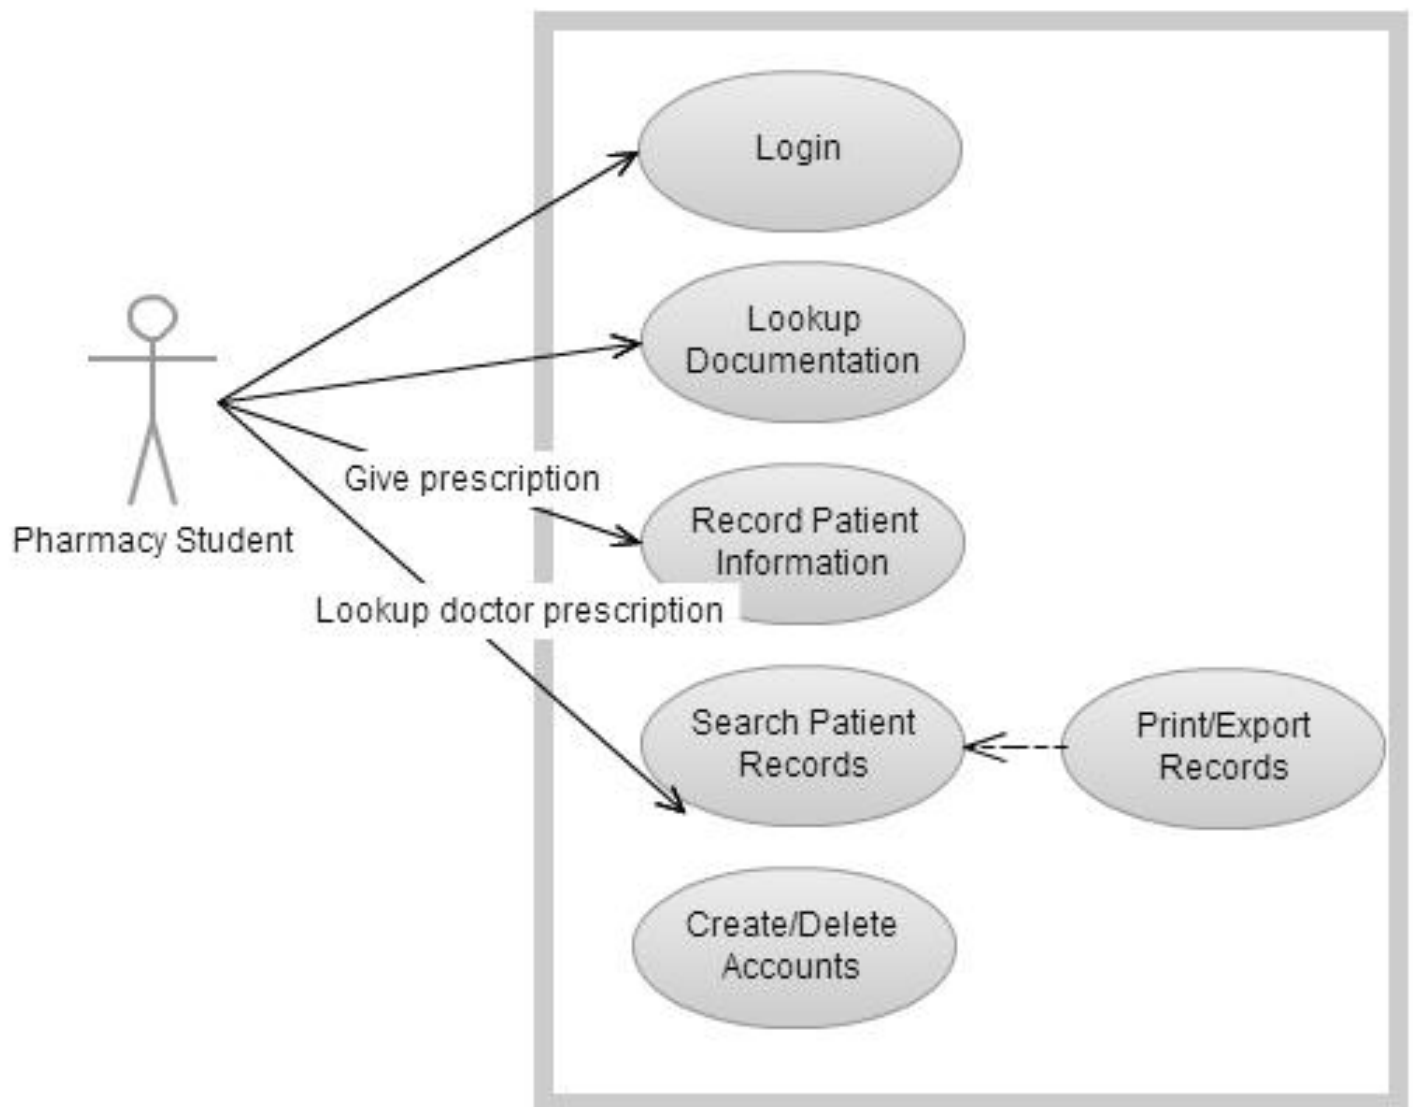 Login
Lookup
Documentation
Give prescription
Record Patient
Information
Pharmacy Student
Lookup doctor prescription
Search Patient
Records
Print/Export
Records
Create/Delete
Accounts